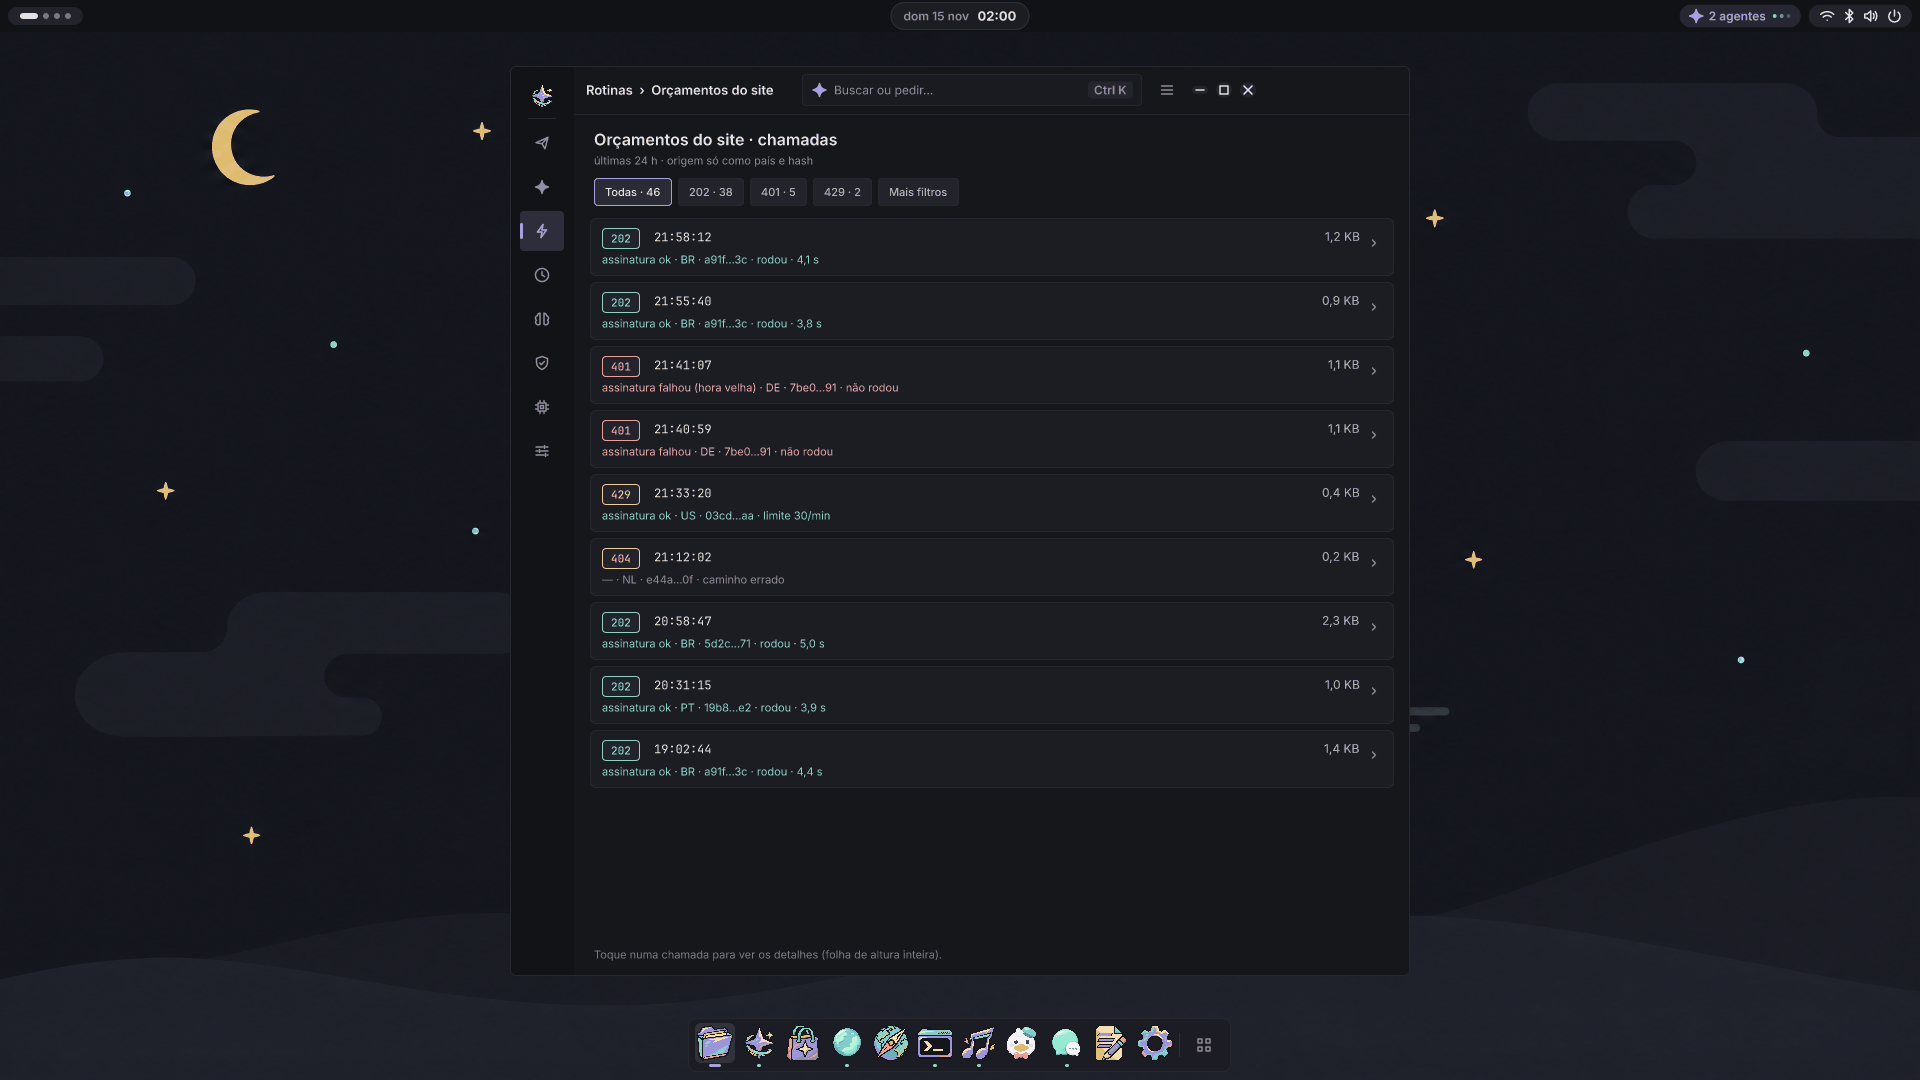 dom 15 nov 02:00
2 agentes
Rotinas › Orçamentos do site
Buscar ou pedir...
Ctrl K
Orçamentos do site · chamadas
últimas 24 h · origem só como país e hash
Todas · 46
202 · 38
401 · 5
429 · 2
Mais filtros
202 21:58:12 1,2 KB
assinatura ok · BR · a91f...3c · rodou · 4,1 s
202 21:55:40 0,9 KB
assinatura ok · BR · a91f...3c · rodou · 3,8 s
401 21:41:07 1,1 KB
assinatura falhou (hora velha) · DE · 7be0...91 · não rodou
401 21:40:59 1,1 KB
assinatura falhou · DE · 7be0...91 · não rodou
429 21:33:20 0,4 KB
assinatura ok · US · 03cd...aa · limite 30/min
404 21:12:02 0,2 KB
— · NL · e44a...0f · caminho errado
202 20:58:47 2,3 KB
assinatura ok · BR · 5d2c...71 · rodou · 5,0 s
202 20:31:15 1,0 KB
assinatura ok · PT · 19b8...e2 · rodou · 3,9 s
202 19:02:44 1,4 KB
assinatura ok · BR · a91f...3c · rodou · 4,4 s
Toque numa chamada para ver os detalhes (folha de altura inteira).